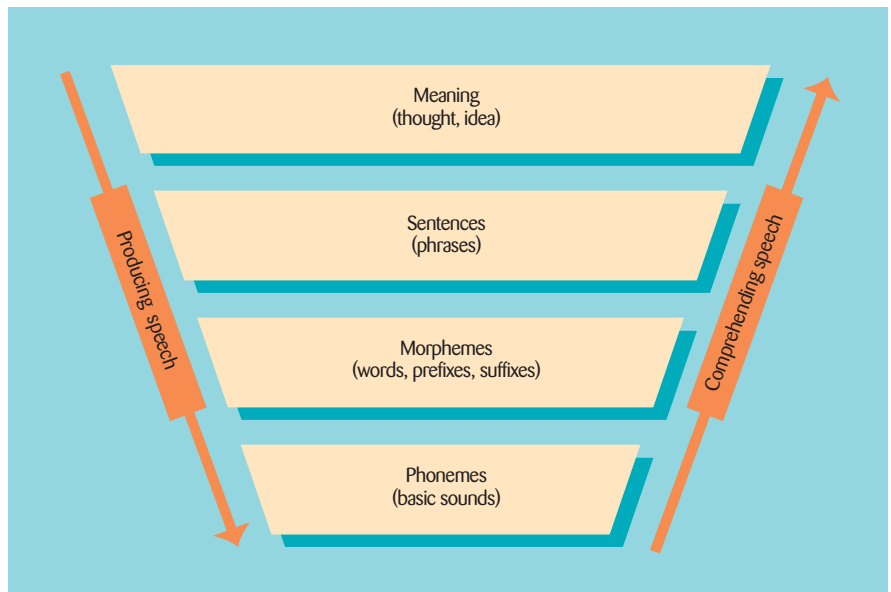 Meaning
(thought, idea)
Sentences
(phrases)
Morphemes
(words, prefixes, suffixes)
Phonemes
(basic sounds)
Producing speech
Comprehending speech